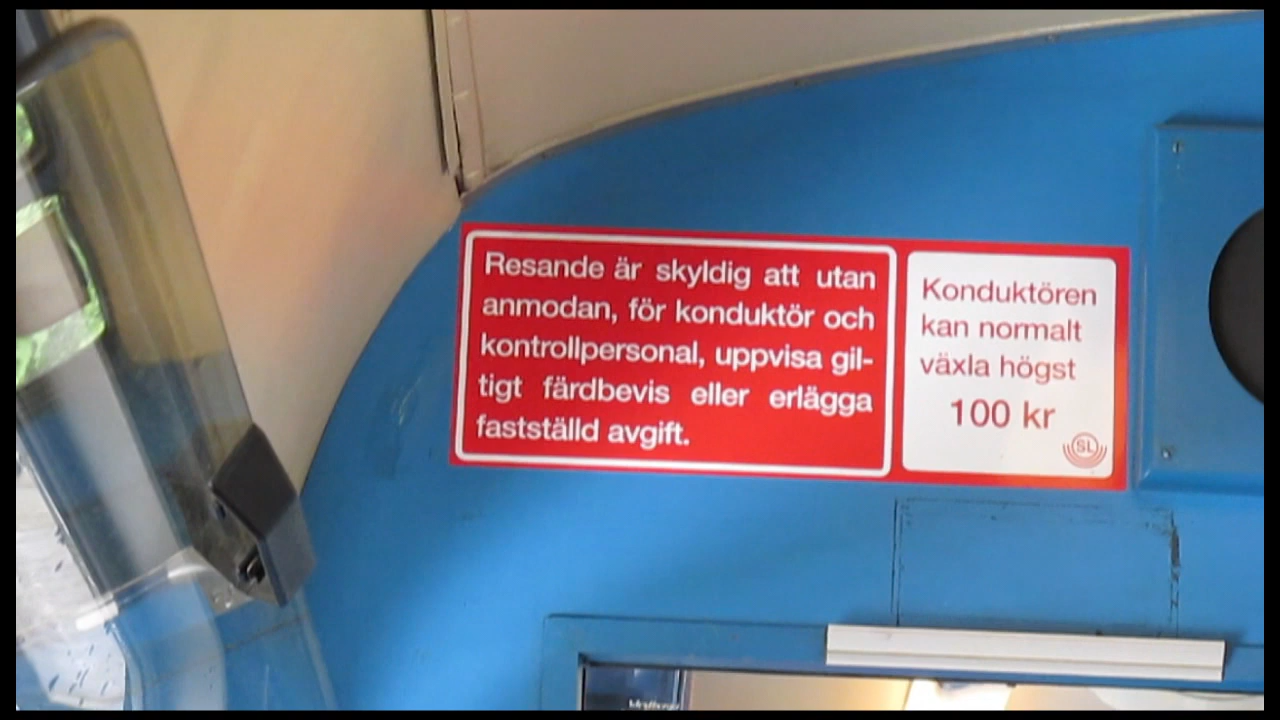 Resande är skyldig att utan
anmodan, för konduktör och
kontrollpersonal, uppvisa gil-
tigt färdbevis eller erlägga
fastställd avgift.
Konduktören
kan normalt
växla högst
100 kr
SL